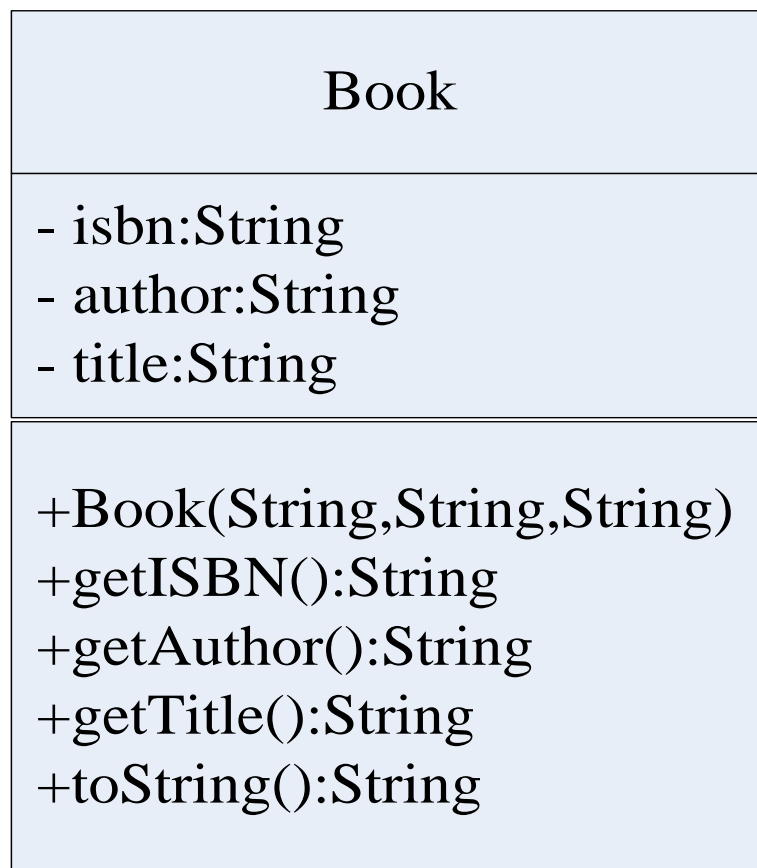 Book
- isbn:String
- author:String
- title:String
+Book(String,String,String)
+getISBN():String
+getAuthor():String
+getTitle():String
+toString():String